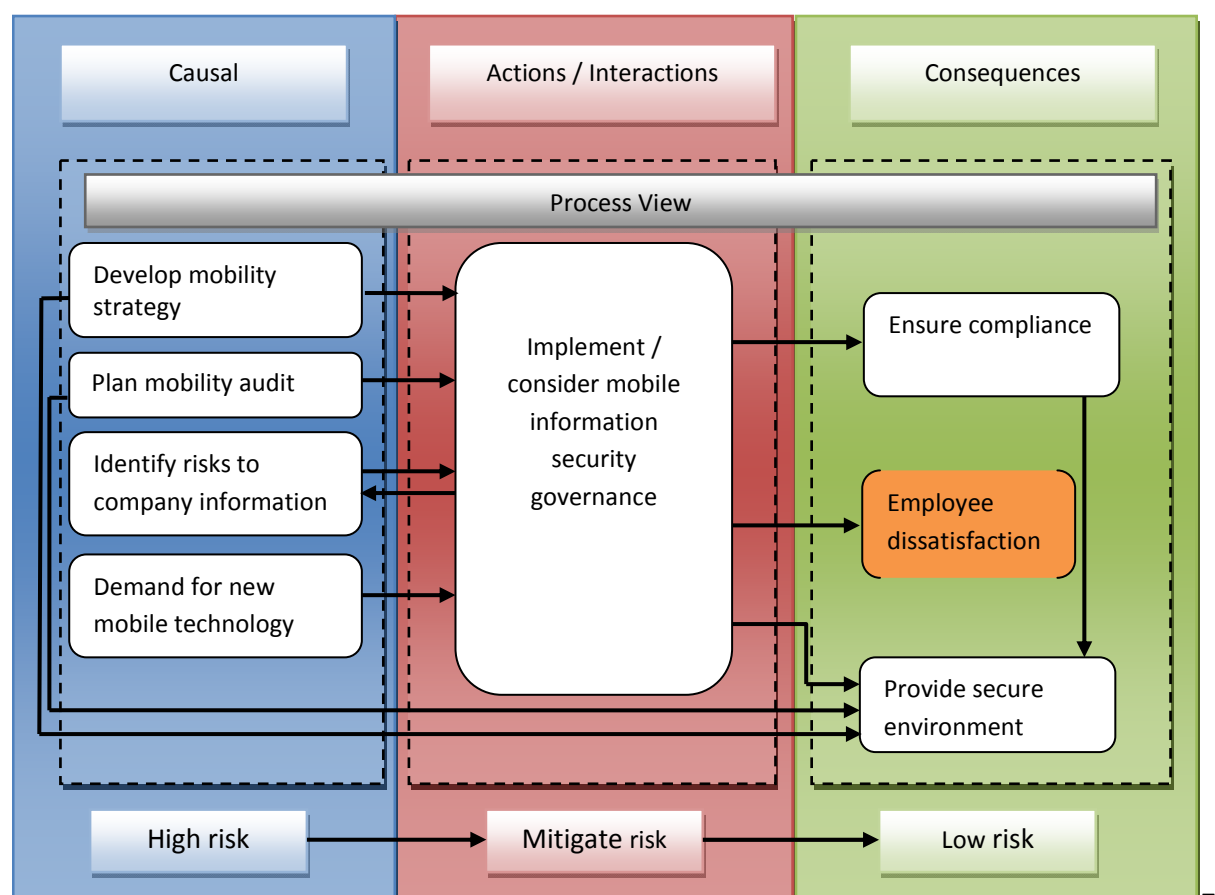 Causal
Actions / Interactions
Consequences
Process View
Develop mobility
strategy
Plan mobility audit
Identify risks to
company information
Demand for new
mobile technology
Implement /
consider mobile
information
security
governance
Ensure compliance
Employee
dissatisfaction
Provide secure
environment
High risk
Mitigate risk
Low risk